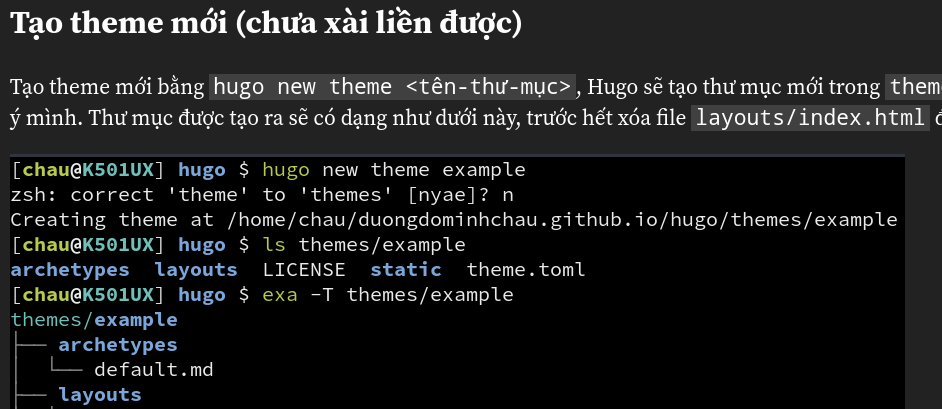 Tạo theme mới (chưa xài liền được)
Tạo theme mới bằng hugo new theme <tên-thư-mục>, Hugo sẽ tạo thư mục mới trong them
ý mình. Thư mục được tạo ra sẽ có dạng như dưới này, trước hết xóa file layouts/index.html đ
[chau@K501UX] hugo $ hugo new theme example
zsh: correct 'theme' to 'themes' [nyae]? n
Creating theme at /home/chau/duongdominhchau.github.io/hugo/themes/example
[chau@K501UX] hugo $ ls themes/example
archetypes layouts LICENSE static theme.toml
[chau@K501UX] hugo $ exa -T themes/example
themes/example
├── archetypes
│  └── default.md
├── layouts